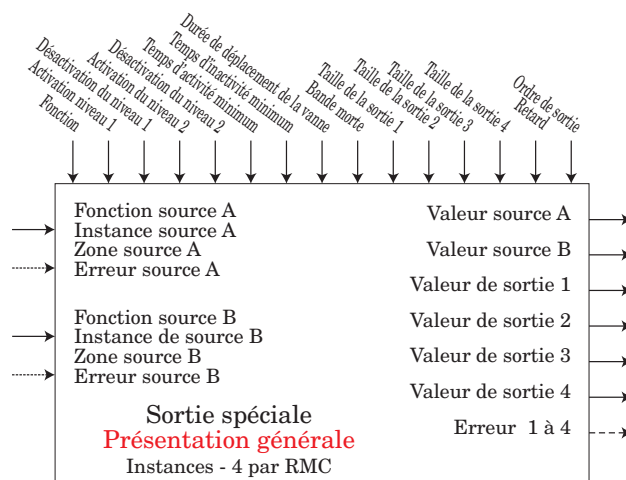 Fonction
Activation niveau 1
Désactivation du niveau 1
Activation du niveau 2
Désactivation du niveau 2
Temps d'activité minimum
Temps d'inactivité minimum
Durée de déplacement de la vanne
Bande morte
Taille de la sortie 1
Taille de la sortie 2
Taille de la sortie 3
Taille de la sortie 4
Retard
Ordre de sortie
Fonction source A
Instance source A
Zone source A
Erreur source A
Fonction source B
Instance de source B
Zone source B
Erreur source B
Valeur source A
Valeur source B
Valeur de sortie 1
Valeur de sortie 2
Valeur de sortie 3
Valeur de sortie 4
Erreur 1 à 4
Sortie spéciale
Présentation générale
Instances - 4 par RMC